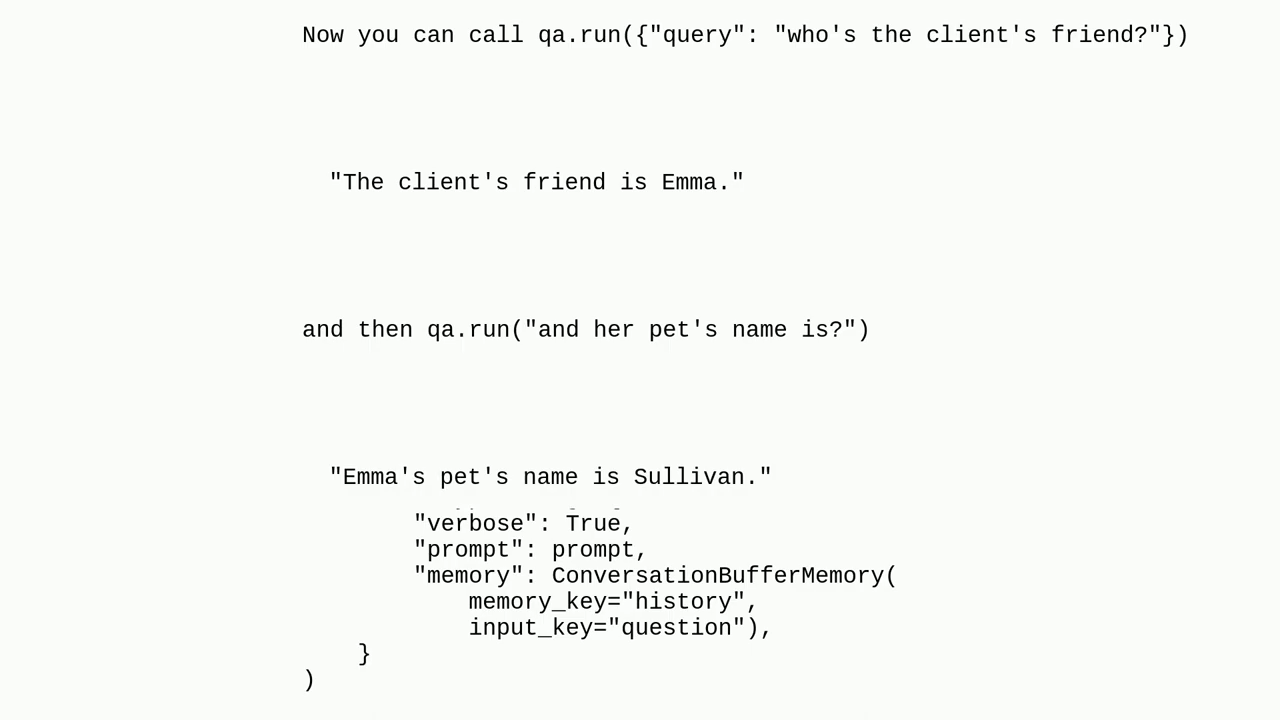 Now you can call qa.run({"query": "who's the client's friend?"})
"The client's friend is Emma."
and then qa.run("and her pet's name is?")
"Emma's pet's name is Sullivan."
"verbose": True,
"prompt": prompt,
"memory": ConversationBufferMemory(
memory_key="history",
input_key="question"),
}
)